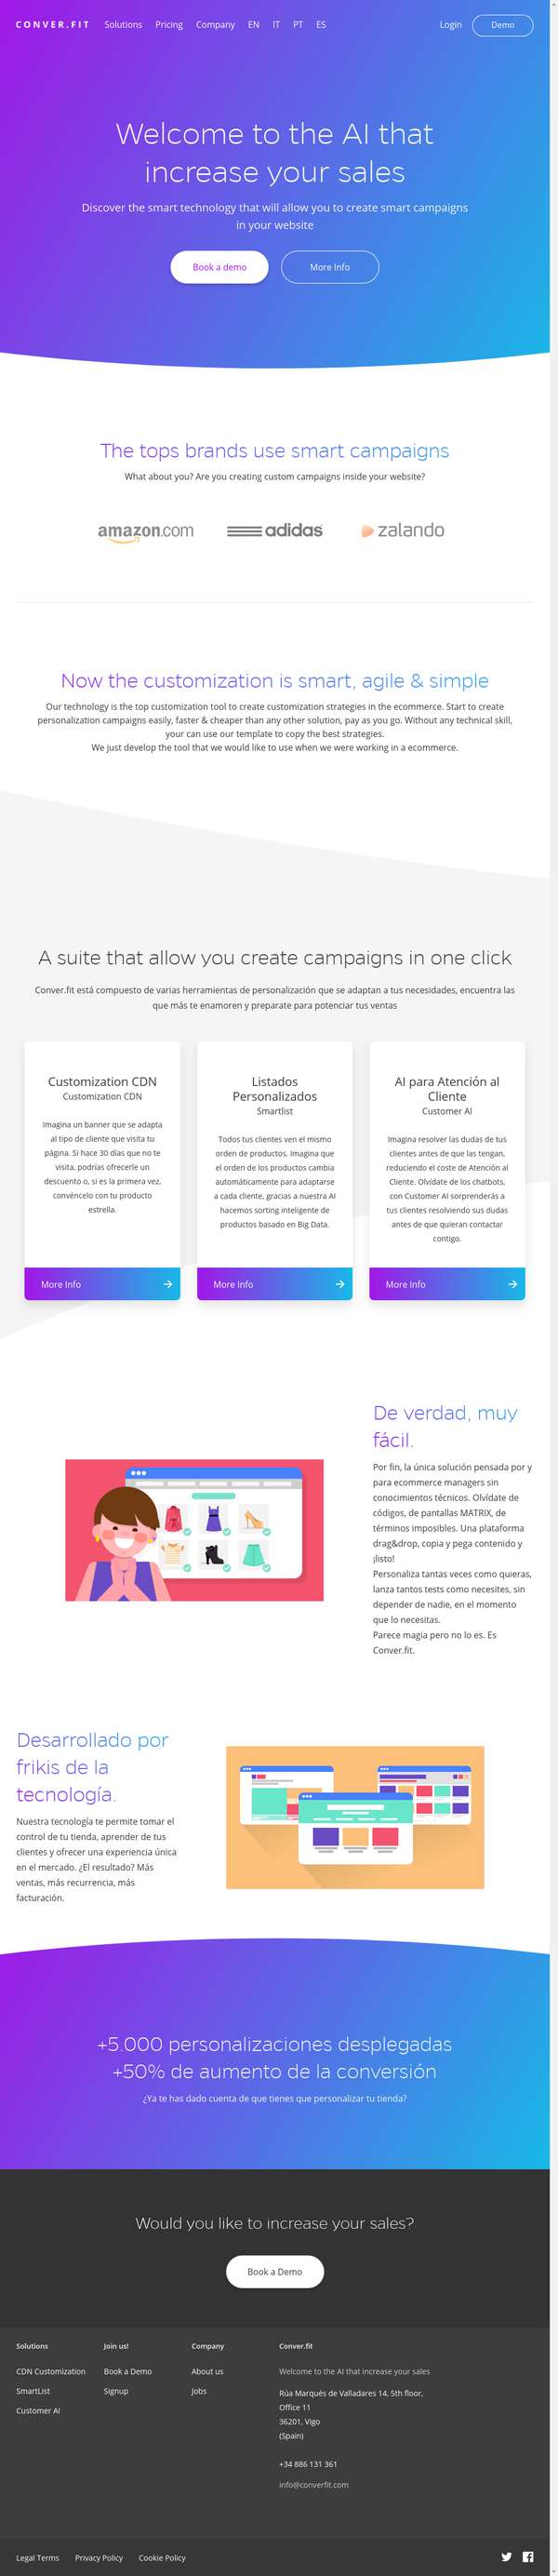 CONVER.FIT Solutions Pricing Company EN IT PT ES Login Demo
Welcome to the AI that
increase your sales
Discover the smart technology that will allow you to create smart campaigns
in your website
Book a demo More Info
The tops brands use smart campaigns
What about you? Are you creating custom campaigns inside your website?
amazon.com adidas zalando
Now the customization is smart, agile & simple
Our technology is the top customization tool to create customization strategies in the ecommerce. Start to create
personalization campaigns easily, faster & cheaper than any other solution, pay as you go. Without any technical skill,
your can use our template to copy the best strategies.
We just develop the tool that we would like to use when we were working in a ecommerce.
A suite that allow you create campaigns in one click
Conver.fit está compuesto de varias herramientas de personalización que se adaptan a tus necesidades, encuentra las
que más te enamoren y preparate para potenciar tus ventas
Customization CDN
Customization CDN
Imagina un banner que se adapta
al tipo de cliente que visita tu
página. Si hace 30 días que no te
visita, podrías ofrecerle un
descuento o, si es la primera vez,
convéncelo con tu producto
estrella.
More Info
Listados
Personalizados
Smartlist
Todos tus clientes ven el mismo
orden de productos. Imagina que
el orden de los productos cambia
automáticamente para adaptarse
a cada cliente, gracias a nuestra AI
hacemos sorting inteligente de
productos basado en Big Data.
More Info
AI para Atención al
Cliente
Customer AI
Imagina resolver las dudas de tus
clientes antes de que las tengan,
reduciendo el coste de Atención al
Cliente. Olvídate de los chatbots,
con Customer AI sorprenderás a
tus clientes resolviendo sus dudas
antes de que quieran contactar
contigo.
More Info
De verdad, muy
fácil.
Por fin, la única solución pensada por y
para ecommerce managers sin
conocimientos técnicos. Olvídate de
códigos, de pantallas MATRIX, de
términos imposibles. Una plataforma
drag&drop, copia y pega contenido y
¡listo!
Personaliza tantas veces como quieras,
lanza tantos tests como necesites, sin
depender de nadie, en el momento
que lo necesitas.
Parece magia pero no lo es. Es
Conver.fit.
Desarrollado por
frikis de la
tecnología.
Nuestra tecnología te permite tomar el
control de tu tienda, aprender de tus
clientes y ofrecer una experiencia única
en el mercado. ¿El resultado? Más
ventas, más recurrencia, más
facturación.
+5.000 personalizaciones desplegadas
+50% de aumento de la conversión
¿Ya te has dado cuenta de que tienes que personalizar tu tienda?
Would you like to increase your sales?
Book a Demo
Solutions
CDN Customization
SmartList
Customer AI
Join us!
Book a Demo
Signup
Company
About us
Jobs
Conver.fit
Welcome to the AI that increase your sales
Rúa Marqués de Valladares 14, 5th floor,
Office 11
36201, Vigo
(Spain)
+34 886 131 361
info@converfit.com
Legal Terms Privacy Policy Cookie Policy